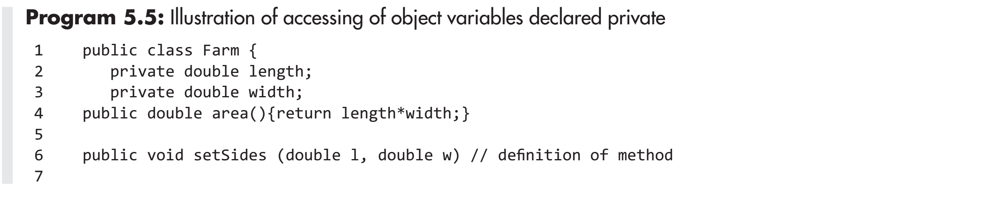 Program 5.5: Illustration of accessing of object variables declared private
1 public class Farm {
2 private double length;
3 private double width;
4 public double area(){return length*width;}
5
6 public void setSides (double l, double w) // definition of method
7